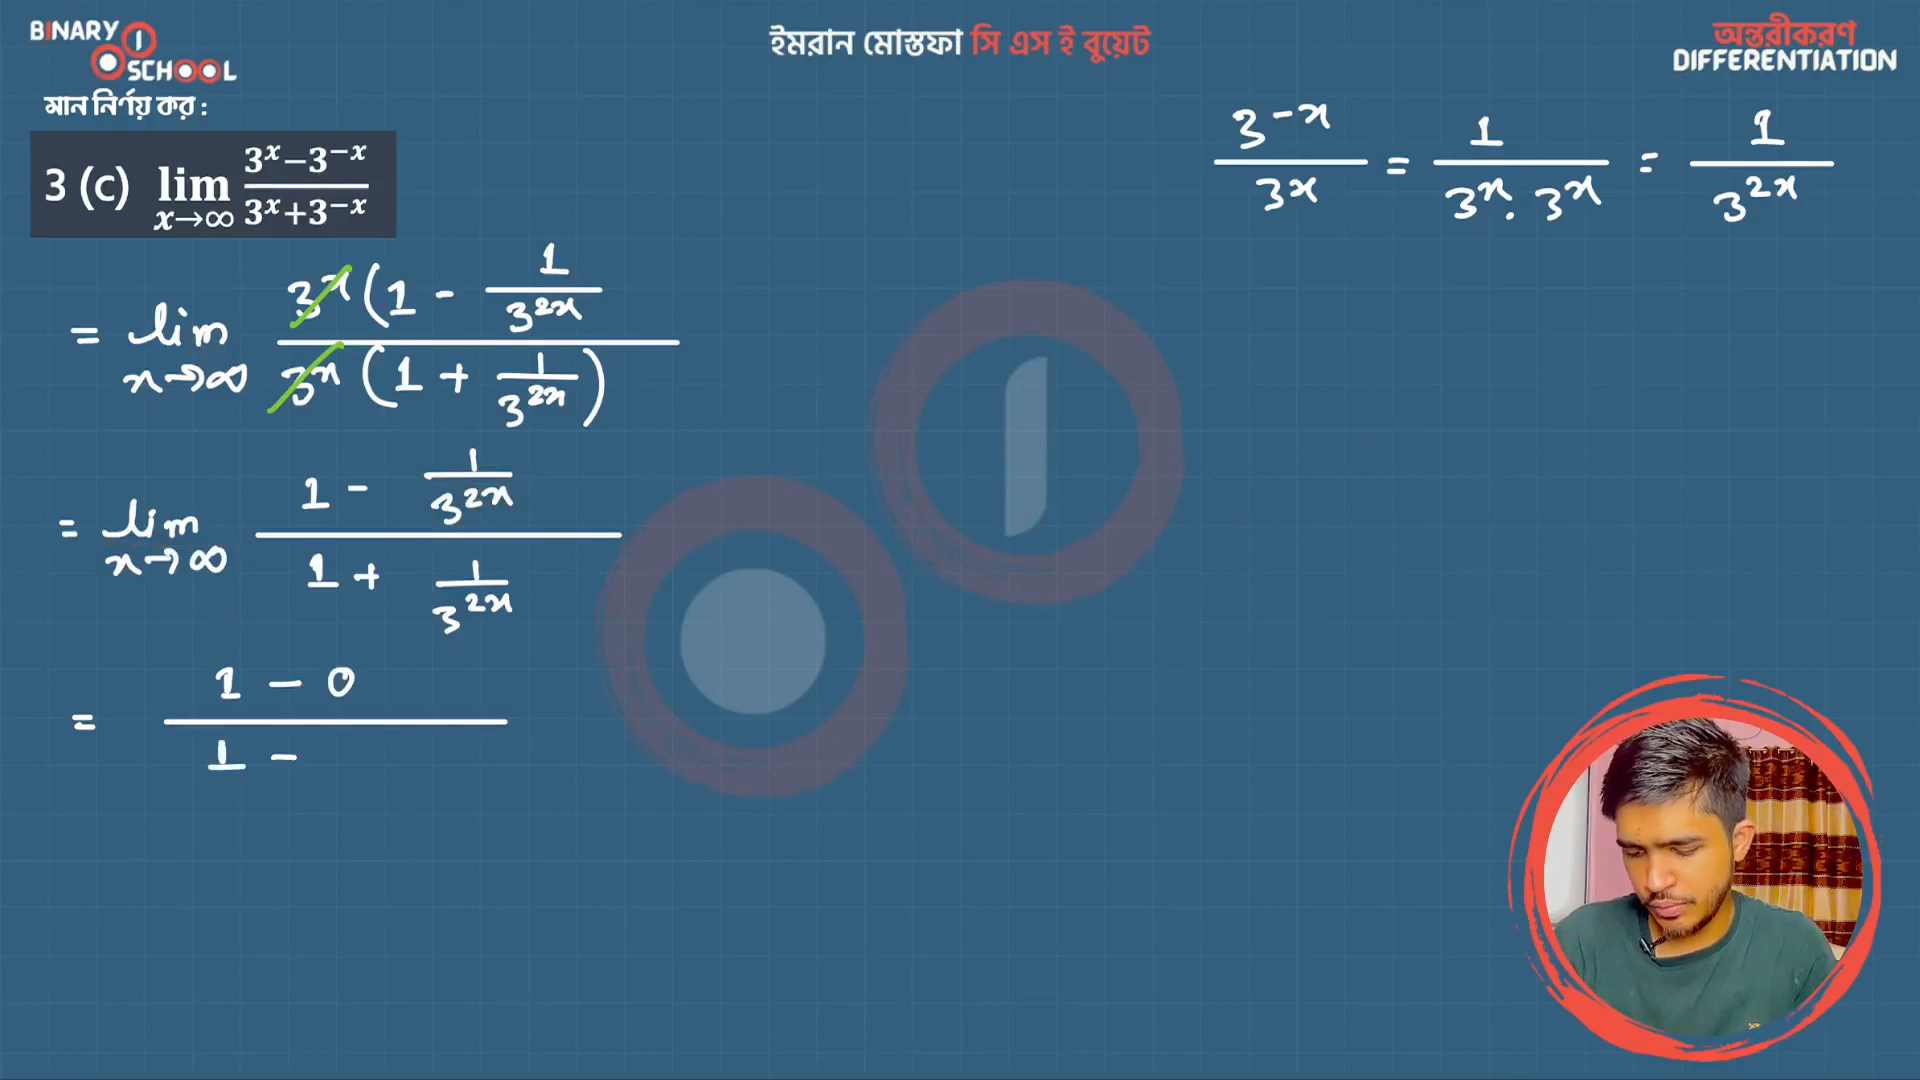 BINARY 1 SCHOOL
ইমরান মোস্তফা সি এস ই বুয়েট
অন্তরীকরণ
DIFFERENTIATION
মান নির্ণয় কর :
3 (c) lim x→∞ (3^x − 3^−x)/(3^x + 3^−x)
3^−x / 3^x = 1 / (3^x . 3^x) = 1 / 3^2x
= lim x→∞ 3^x (1 − 1/3^2x / 3^x (1 + 1/3^2x)
= lim x→∞ (1 − 1/3^2x) / (1 + 1/3^2x)
= 1 − 0 / 1 −